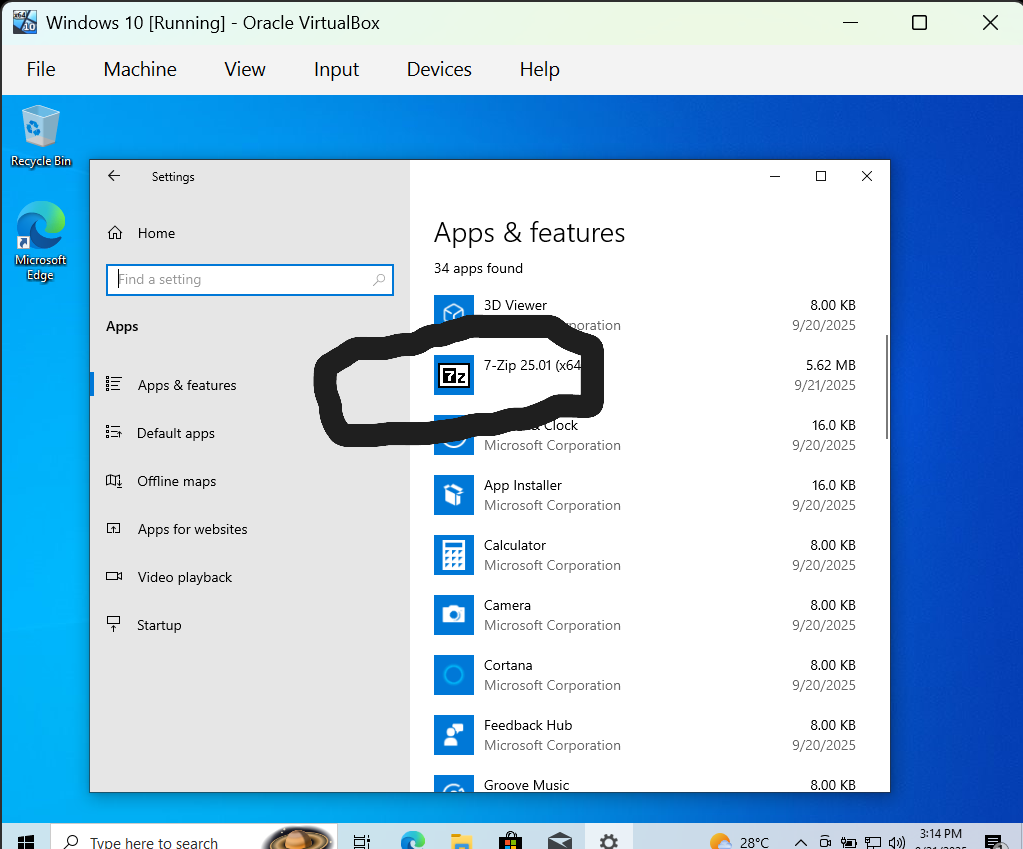 Windows 10 [Running] - Oracle VirtualBox
File Machine View Input Devices Help
Recycle Bin
Microsoft
Edge
Settings
Home
Find a setting
Apps
Apps & features
Default apps
Offline maps
Apps for websites
Video playback
Startup
Apps & features
34 apps found
3D Viewer 8.00 KB
9/20/2025
7-Zip 25.01 (x64 5.62 MB
9/21/2025
& Clock 16.0 KB
Microsoft Corporation 9/20/2025
App Installer 16.0 KB
Microsoft Corporation 9/20/2025
Calculator 8.00 KB
Microsoft Corporation 9/20/2025
Camera 8.00 KB
Microsoft Corporation 9/20/2025
Cortana 8.00 KB
Microsoft Corporation 9/20/2025
Feedback Hub 8.00 KB
Microsoft Corporation 9/20/2025
Groove Music 8.00 KB
Type here to search 28°C 3:14 PM